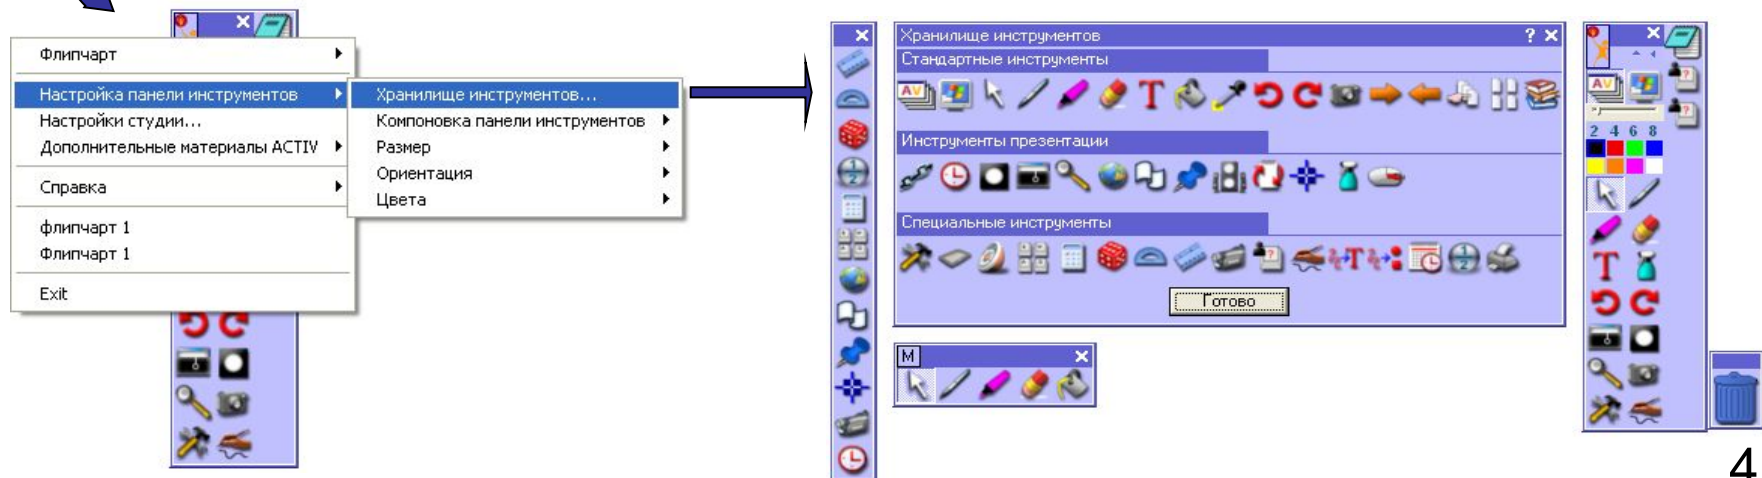 Флипчарт
Настройка панели инструментов
Настройки студии...
Дополнительные материалы ACTIV
Справка
флипчарт 1
Флипчарт 1
Exit
Хранилище инструментов...
Компоновка панели инструментов
Размер
Ориентация
Цвета
Хранилище инструментов
Стандартные инструменты
Инструменты презентации
Специальные инструменты
Готово
M
2 4 6 8
4